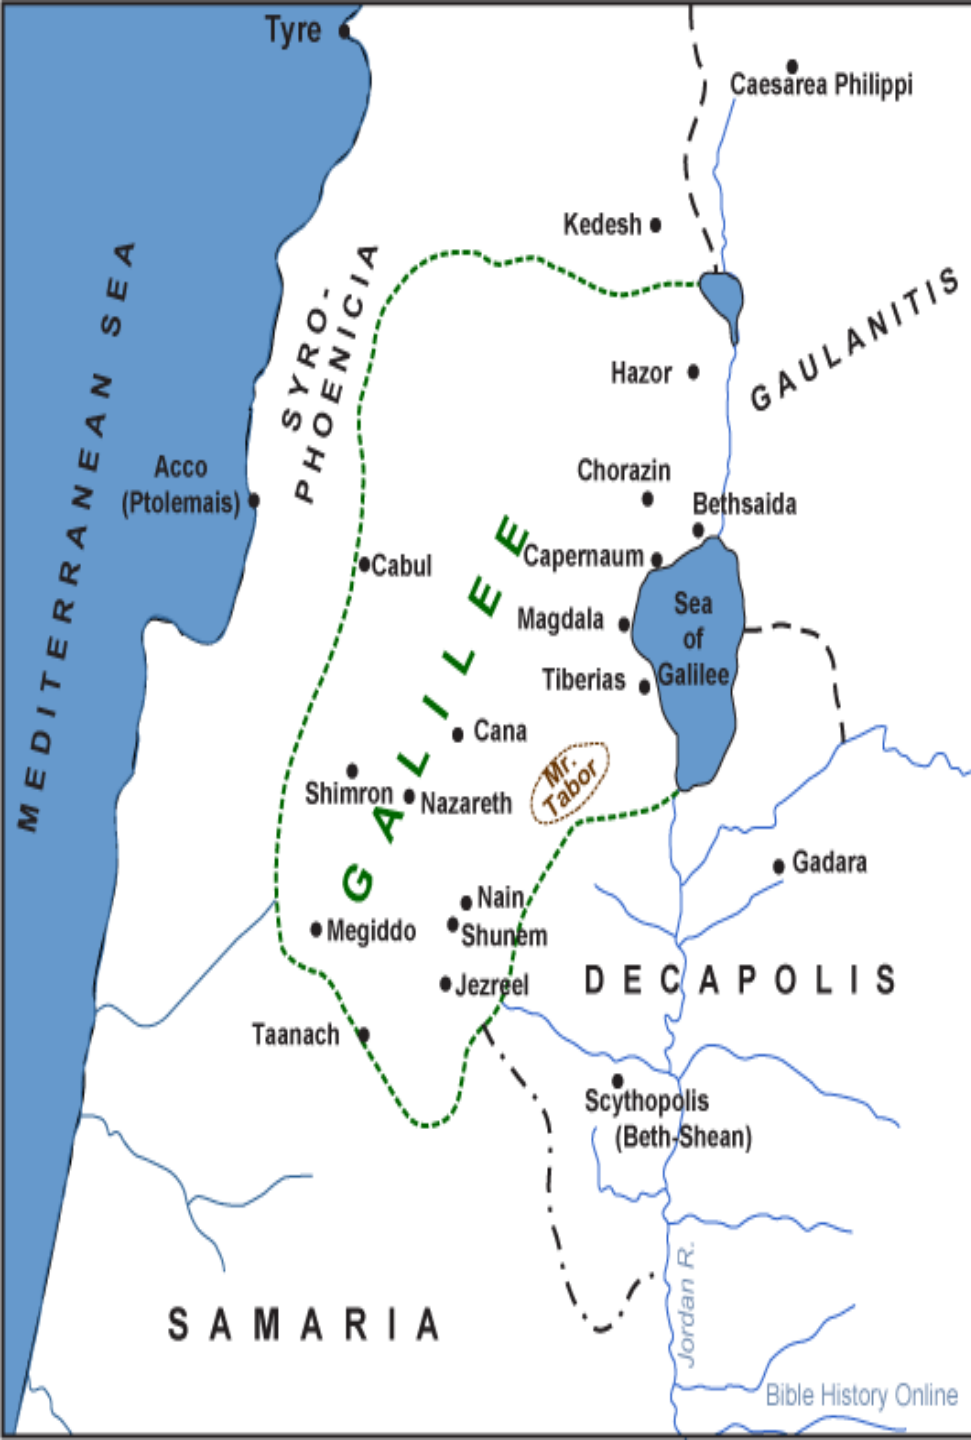 Tyre
Caesarea Philippi
Kedesh
MEDITERRANEAN SEA
SYRO-
PHOENICIA
GAULANITIS
Hazor
Acco
(Ptolemais)
Chorazin
Bethsaida
Capernaum
Cabul
GALILEE
Magdala
Sea
of
Galilee
Tiberias
Cana
Mr.
Tabor
Shimron
Nazareth
Gadara
Nain
Megiddo
Shunem
DECAPOLIS
Jezreel
Taanach
Scythopolis
(Beth-Shean)
SAMARIA
Jordan R.
Bible History Online